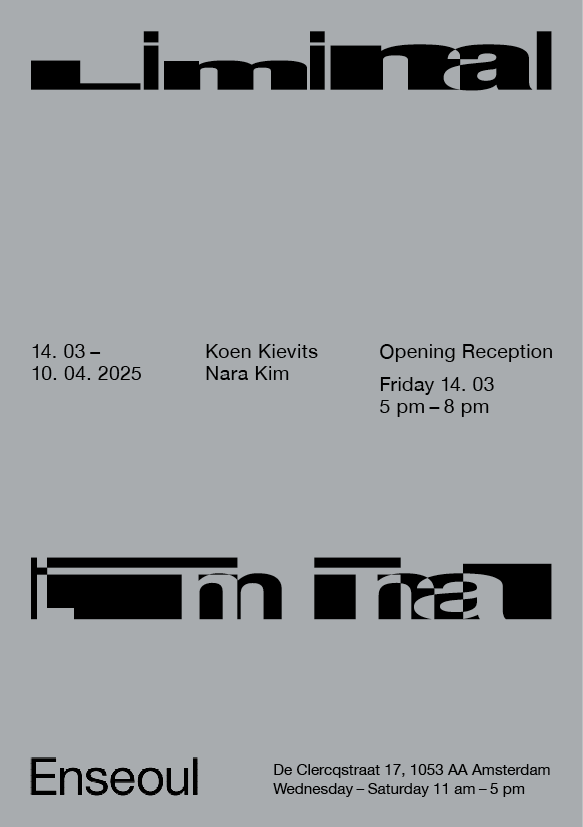 Liminal
14. 03 –
10. 04. 2025
Koen Kievits
Nara Kim
Opening Reception
Friday 14. 03
5 pm – 8 pm
Liminal
Enseoul
De Clercqstraat 17, 1053 AA Amsterdam
Wednesday – Saturday 11 am – 5 pm